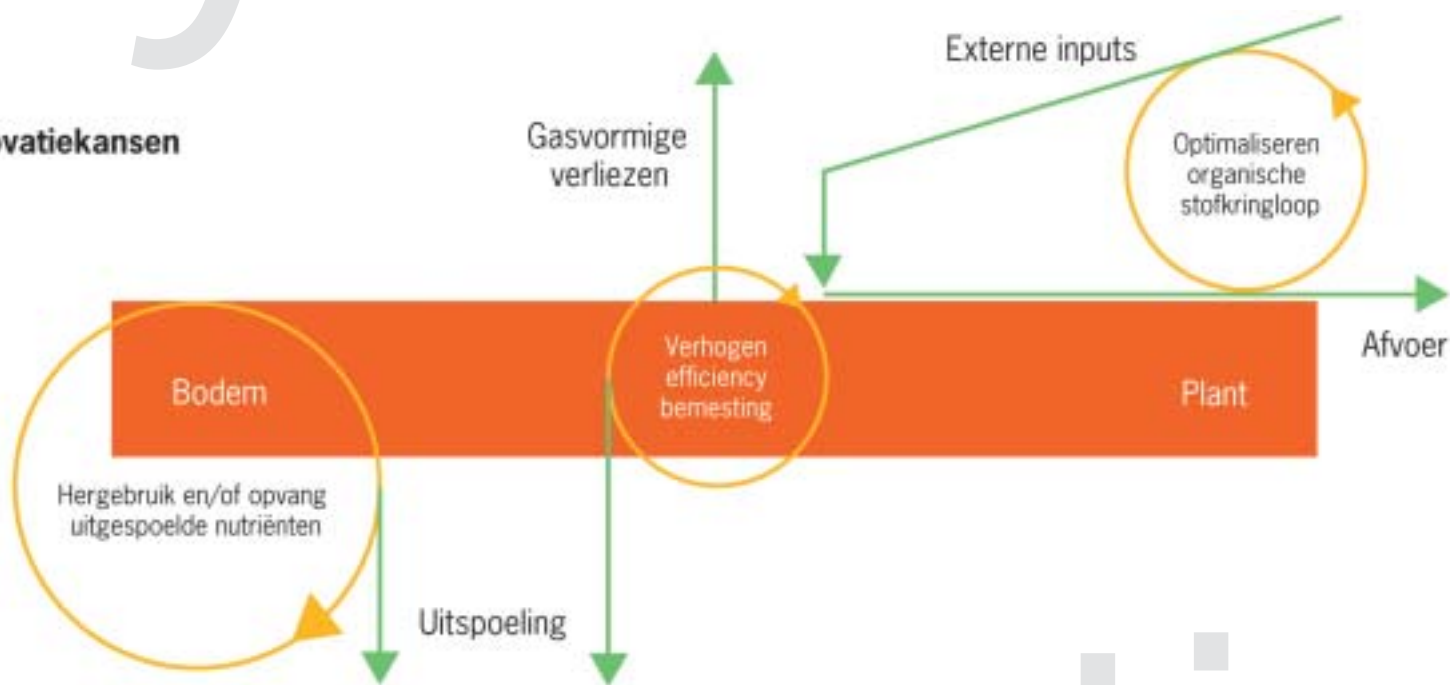 ovatiekansen
Gasvormige
verliezen
Externe inputs
Optimaliseren
organische
stofkringloop
Afvoer
Bodem
Verhogen
efficiency
bemesting
Plant
Hergebruik en/of opvang
uitgespoelde nutriënten
Uitspoeling